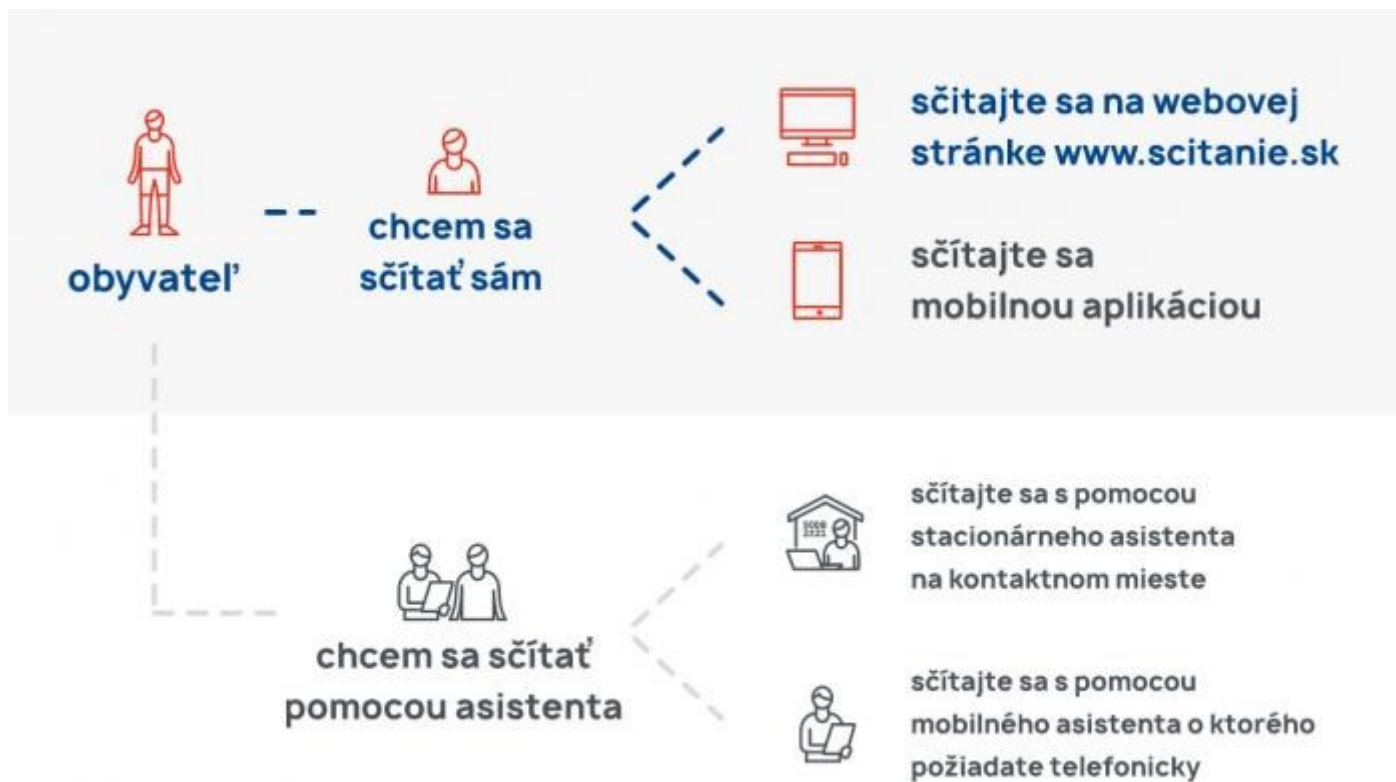 obyvateľ
chcem sa
sčítať sám
sčitajte sa na webovej
stránke www.scitanie.sk
sčítajte sa
mobilnou aplikáciou
chcem sa sčítať
pomocou asistenta
sčítajte sa s pomocou
stacionárneho asistenta
na kontaktnom mieste
sčítajte sa s pomocou
mobilného asistenta o ktorého
požiadate telefonicky